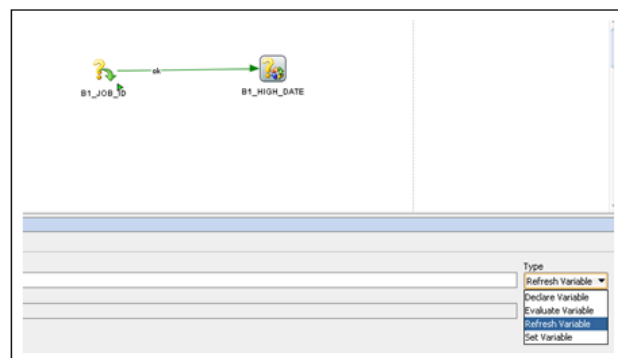 ok
B1_JOB_ID
B1_HIGH_DATE
Type
Refresh Variable
Declare Variable
Evaluate Variable
Refresh Variable
Set Variable